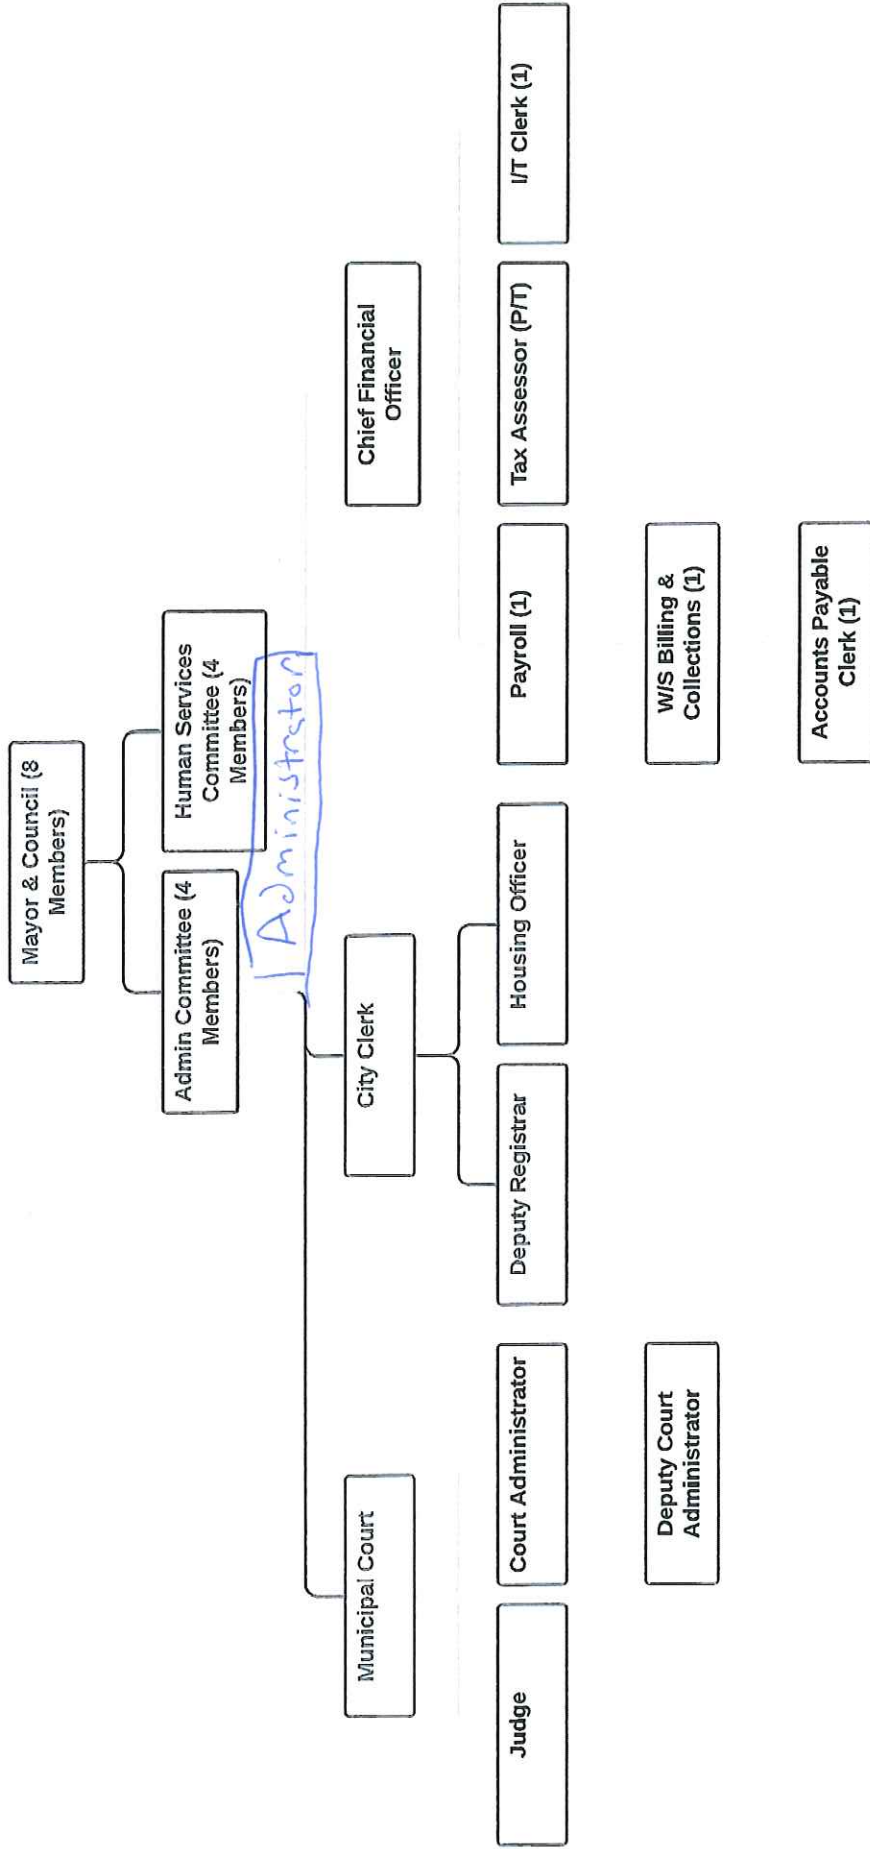 Mayor & Council (8
Members)
Admin Committee (4
Members)
Human Services
Committee (4
Members)
Administrator
Municipal Court
City Clerk
Chief Financial
Officer
Judge
Court Administrator
Deputy Registrar
Housing Officer
Payroll (1)
Tax Assessor (P/T)
I/T Clerk (1)
Deputy Court
Administrator
W/S Billing &
Collections (1)
Accounts Payable
Clerk (1)